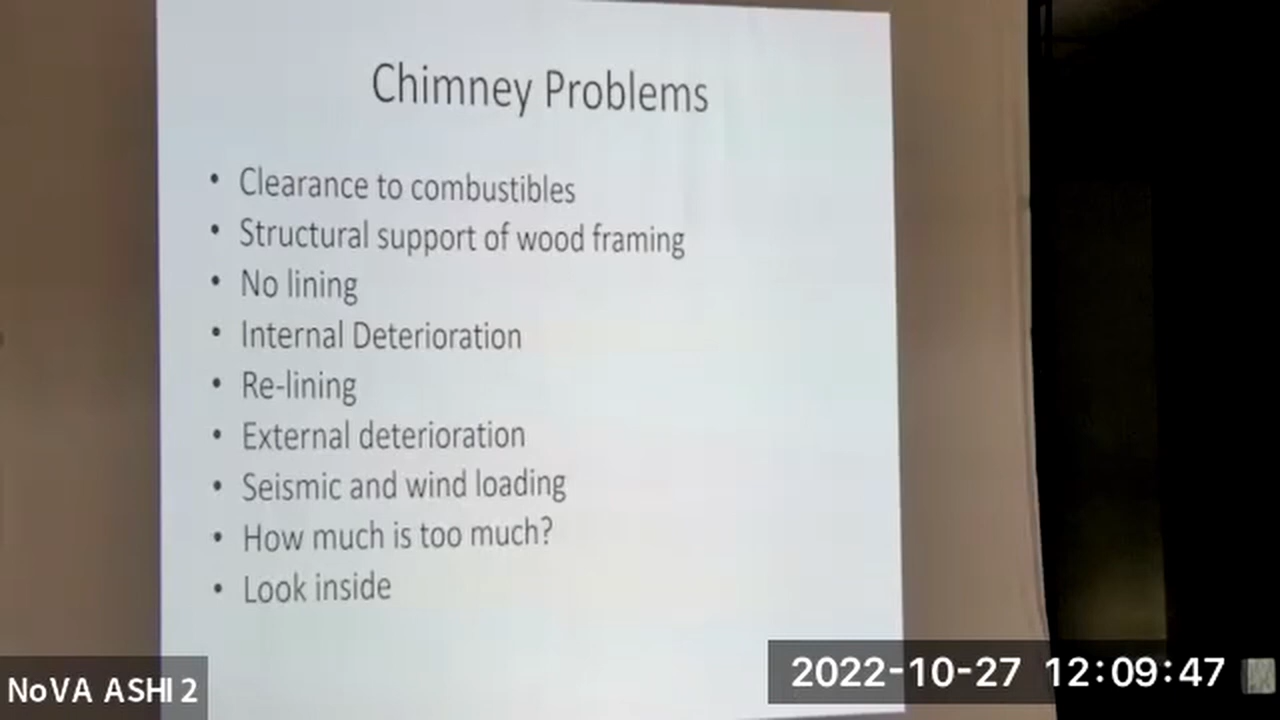 Chimney Problems
• Clearance to combustibles
• Structural support of wood framing
• No lining
• Internal Deterioration
• Re-lining
• External deterioration
• Seismic and wind loading
• How much is too much?
• Look inside
NoVA ASHI 2
2022-10-27 12:09:47